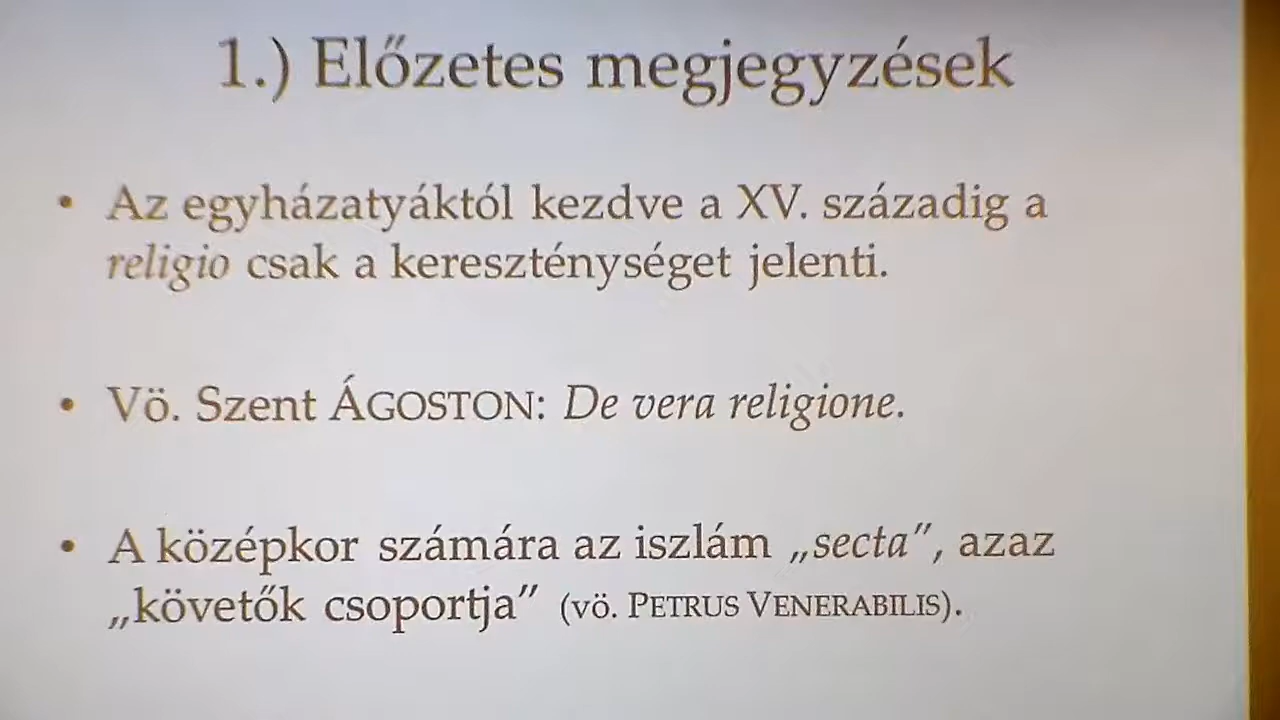 1.) Előzetes megjegyzések
• Az egyházatyáktól kezdve a XV. századig a
religio csak a kereszténységet jelenti.
• Vö. Szent ÁGOSTON: De vera religione.
• A középkor számára az iszlám „secta”, azaz
„követők csoportja” (vö. PETRUS VENERABILIS).